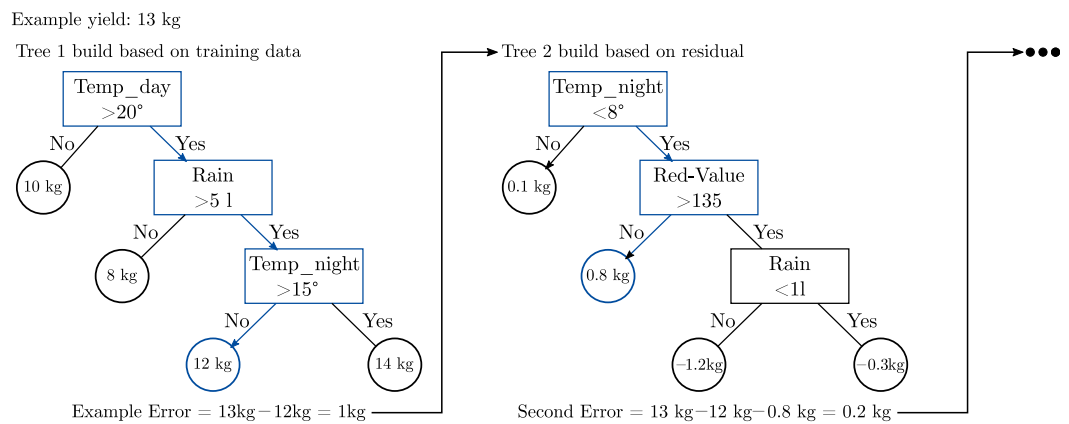 Example yield: 13 kg
Tree 1 build based on training data
Temp_day
>20°
No
Yes
10 kg
Rain
>5 l
No
Yes
8 kg
Temp_night
>15°
No
Yes
12 kg
14 kg
Example Error = 13kg−12kg = 1kg
Tree 2 build based on residual
Temp_night
<8°
No
Yes
0.1 kg
Red-Value
>135
No
Yes
0.8 kg
Rain
<1l
No
Yes
−1.2kg
−0.3kg
Second Error = 13 kg−12 kg−0.8 kg = 0.2 kg